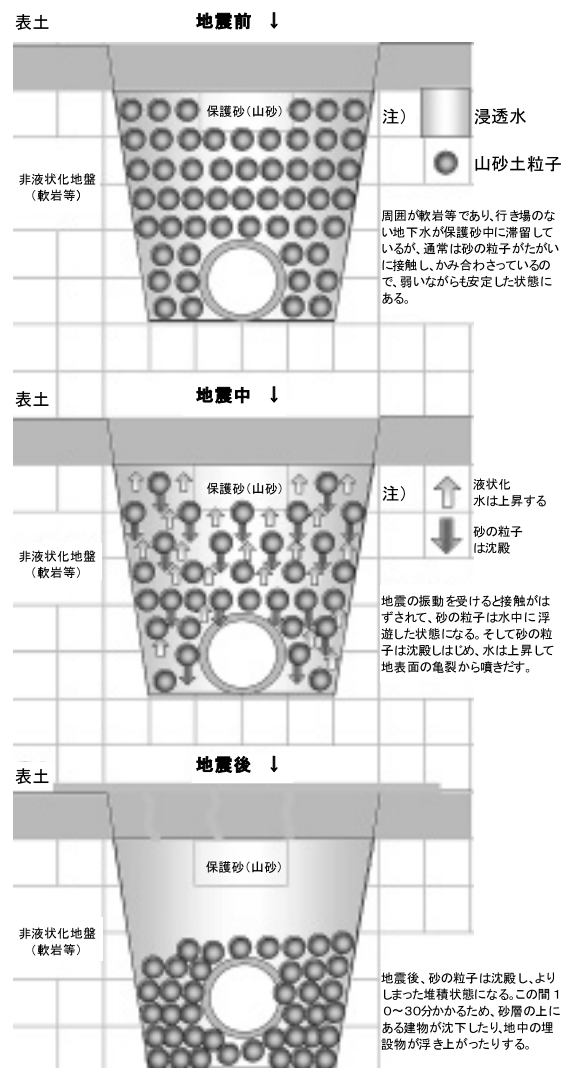 表土
地震前 ↓
保護砂(山砂)
注)
浸透水
山砂土粒子
非液状化地盤
(軟岩等)
周囲が軟岩等であり、行き場のな
い地下水が保護砂中に滞留して
いるが、通常は砂の粒子がたがい
に接触し、かみ合わさっているの
で、弱いながらも安定した状態に
ある。
表土
地震中 ↓
保護砂(山砂)
注)
液状化
水は上昇する
砂の粒子
は沈殿
非液状化地盤
(軟岩等)
地震の振動を受けると接触がは
ずされて、砂の粒子は水中に浮
遊した状態になる。そして砂の粒
子は沈殿しはじめ、水は上昇して
地表面の亀裂から噴きだす。
表土
地震後 ↓
保護砂(山砂)
非液状化地盤
(軟岩等)
地震後、砂の粒子は沈殿し、より
しまった堆積状態になる。この間1
0～30分かかるため、砂層の上に
ある建物が沈下したり、地中の埋
設物が浮き上がったりする。